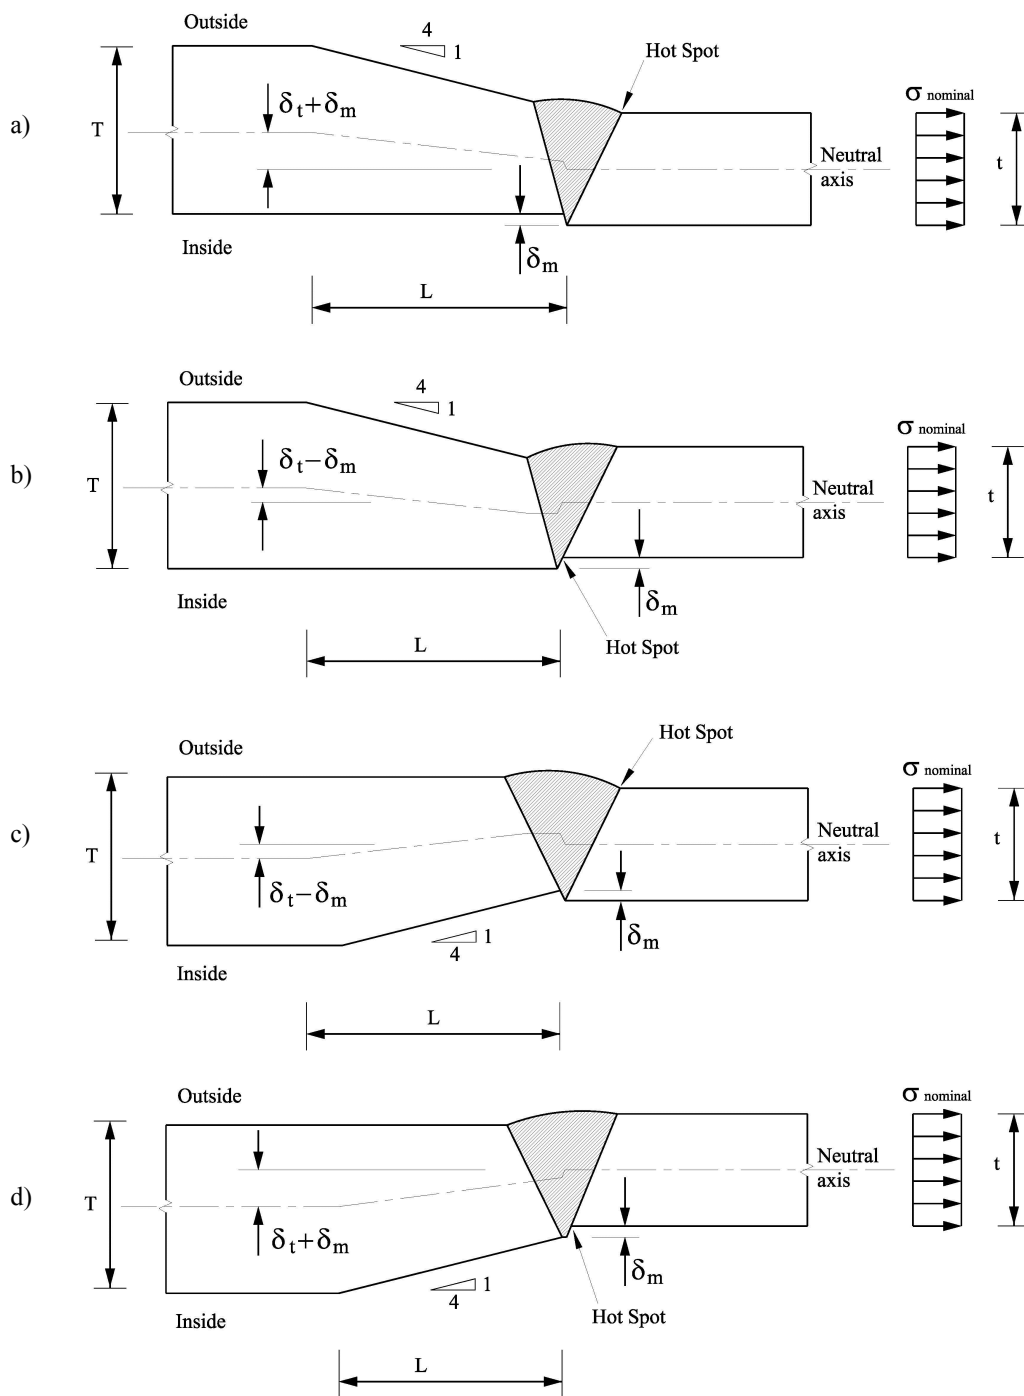 a)
Outside
4
1
Hot Spot
σ nominal
T
δt+δm
Neutral
axis
t
Inside
δm
L
b)
Outside
4
1
σ nominal
T
δt−δm
Neutral
axis
t
Inside
δm
L
Hot Spot
c)
Outside
Hot Spot
σ nominal
T
Neutral
axis
t
δt−δm
δm
1
4
Inside
L
d)
Outside
σ nominal
T
Neutral
axis
t
δt+δm
δm
1
4
Inside
Hot Spot
L